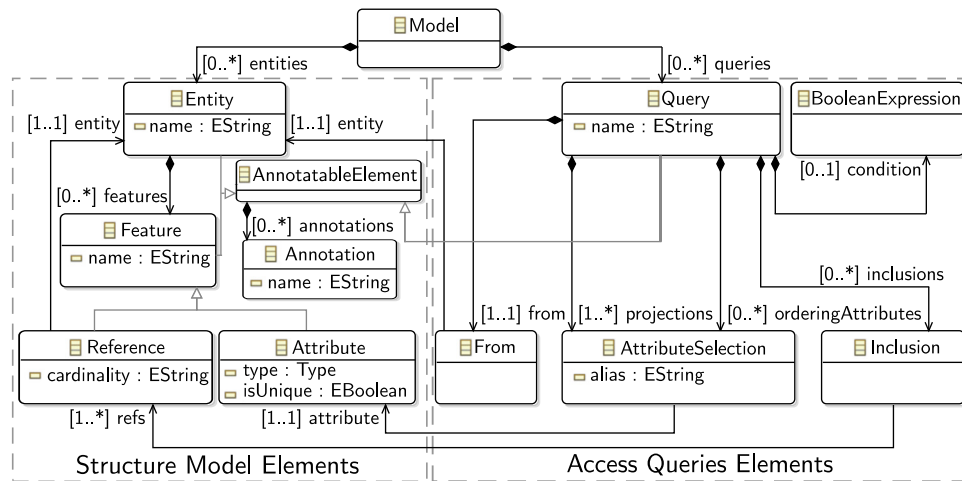 Model
[0..*] entities
[0..*] queries
Entity
name : EString
Query
name : EString
BooleanExpression
[1..1] entity
[1..1] entity
AnnotatableElement
[0..1] condition
[0..*] features
[0..*] annotations
Feature
name : EString
Annotation
name : EString
[0..*] inclusions
[1..1] from
[1..*] projections
[0..*] orderingAttributes
Reference
cardinality : EString
Attribute
type : Type
isUnique : EBoolean
From
AttributeSelection
alias : EString
Inclusion
[1..*] refs
[1..1] attribute
Structure Model Elements
Access Queries Elements